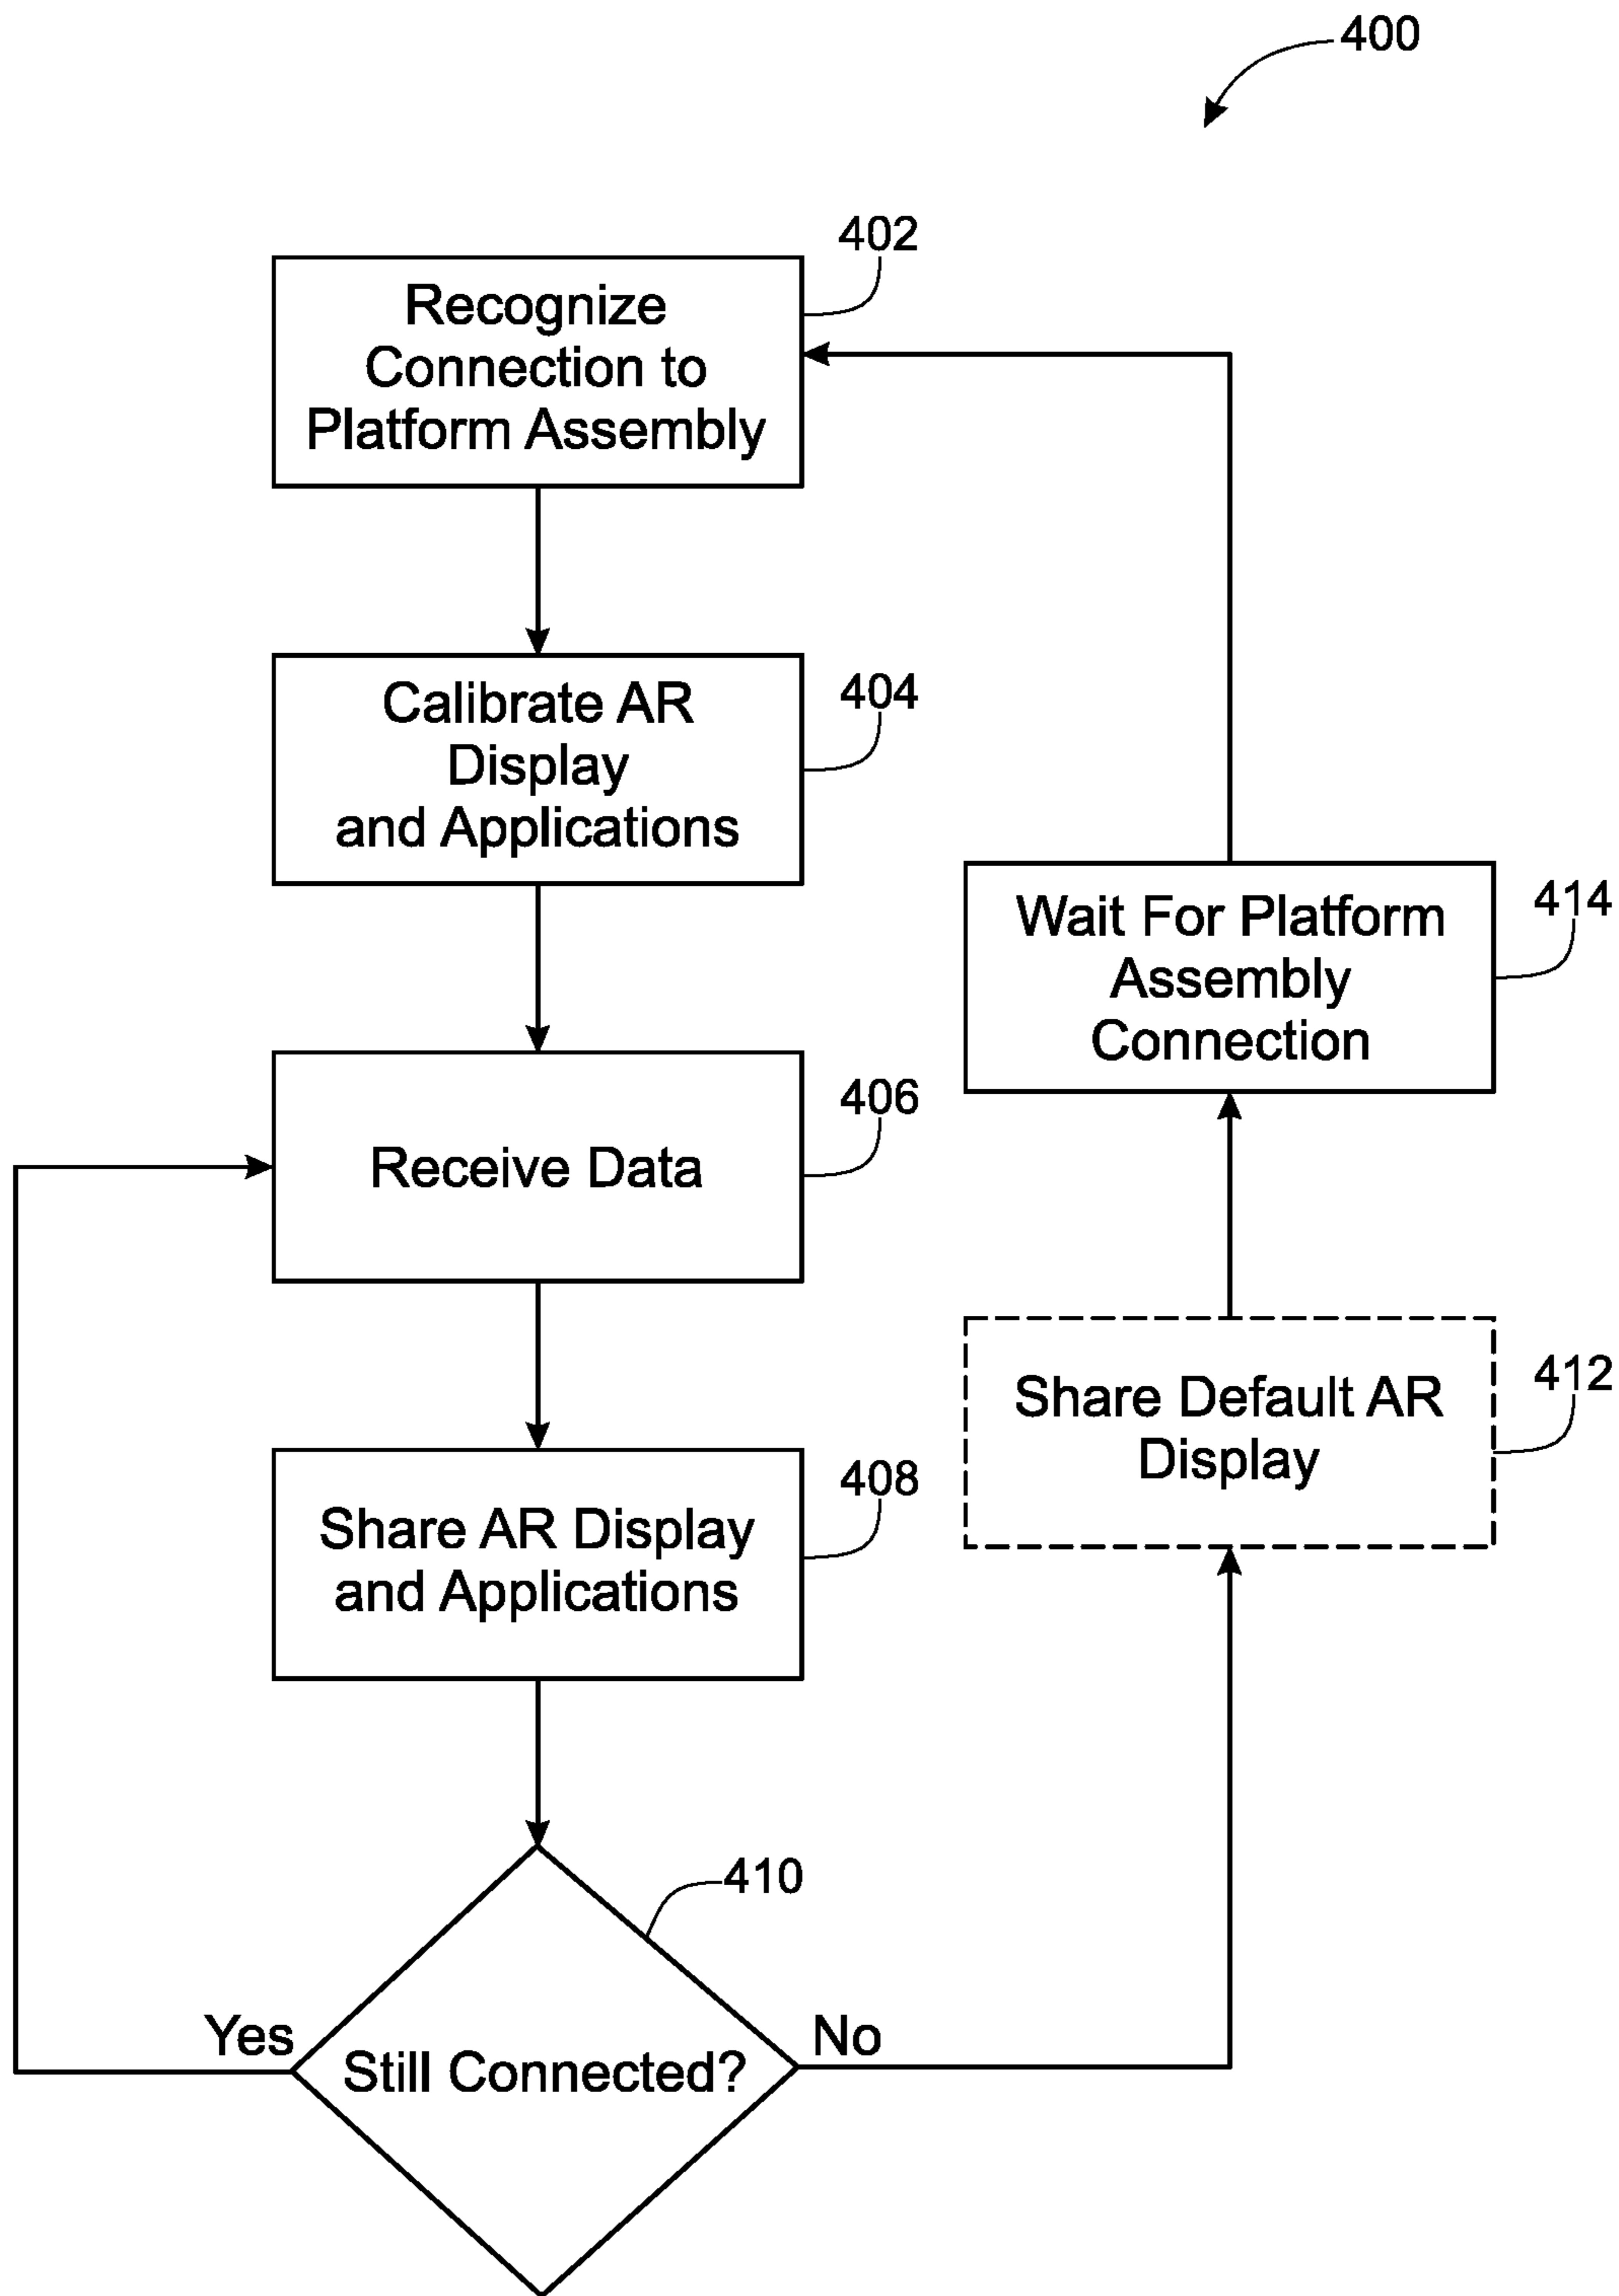 400
402
Recognize
Connection to
Platform Assembly
404
Calibrate AR
Display
and Applications
414
Wait For Platform
Assembly
Connection
406
Receive Data
412
Share Default AR
Display
408
Share AR Display
and Applications
410
Yes
No
Still Connected?